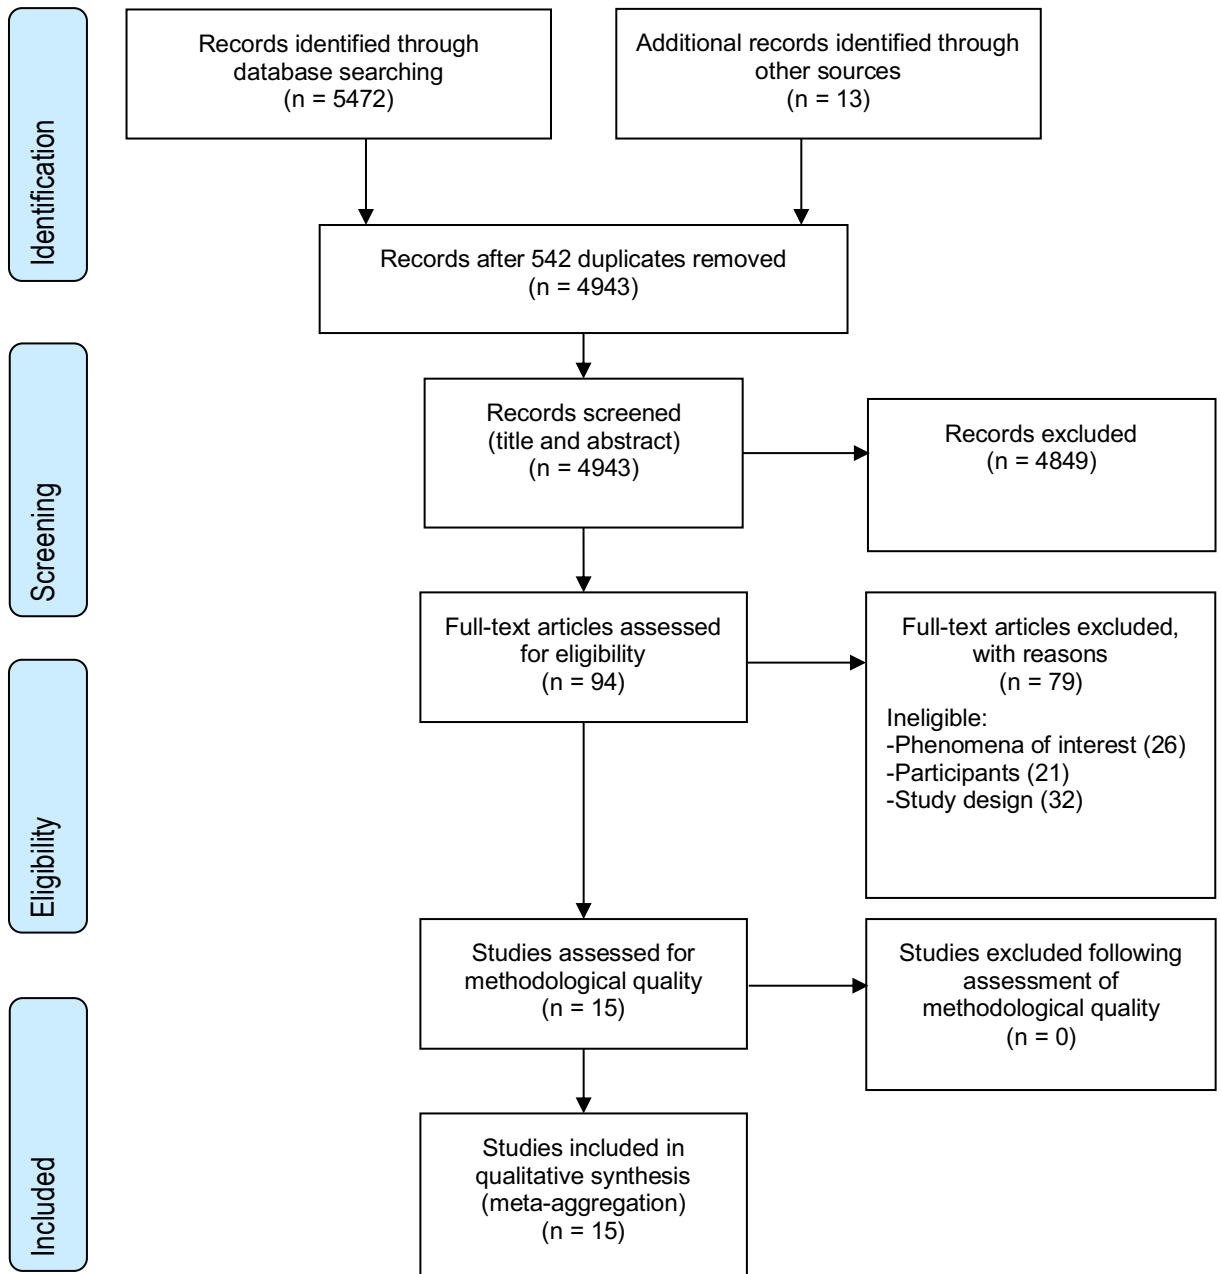 Identification
Records identified through
database searching
(n = 5472)
Additional records identified through
other sources
(n = 13)
Records after 542 duplicates removed
(n = 4943)
Screening
Records screened
(title and abstract)
(n = 4943)
Records excluded
(n = 4849)
Eligibility
Full-text articles assessed
for eligibility
(n = 94)
Full-text articles excluded,
with reasons
(n = 79)
Ineligible:
-Phenomena of interest (26)
-Participants (21)
-Study design (32)
Studies assessed for
methodological quality
(n = 15)
Studies excluded following
assessment of
methodological quality
(n = 0)
Included
Studies included in
qualitative synthesis
(meta-aggregation)
(n = 15)